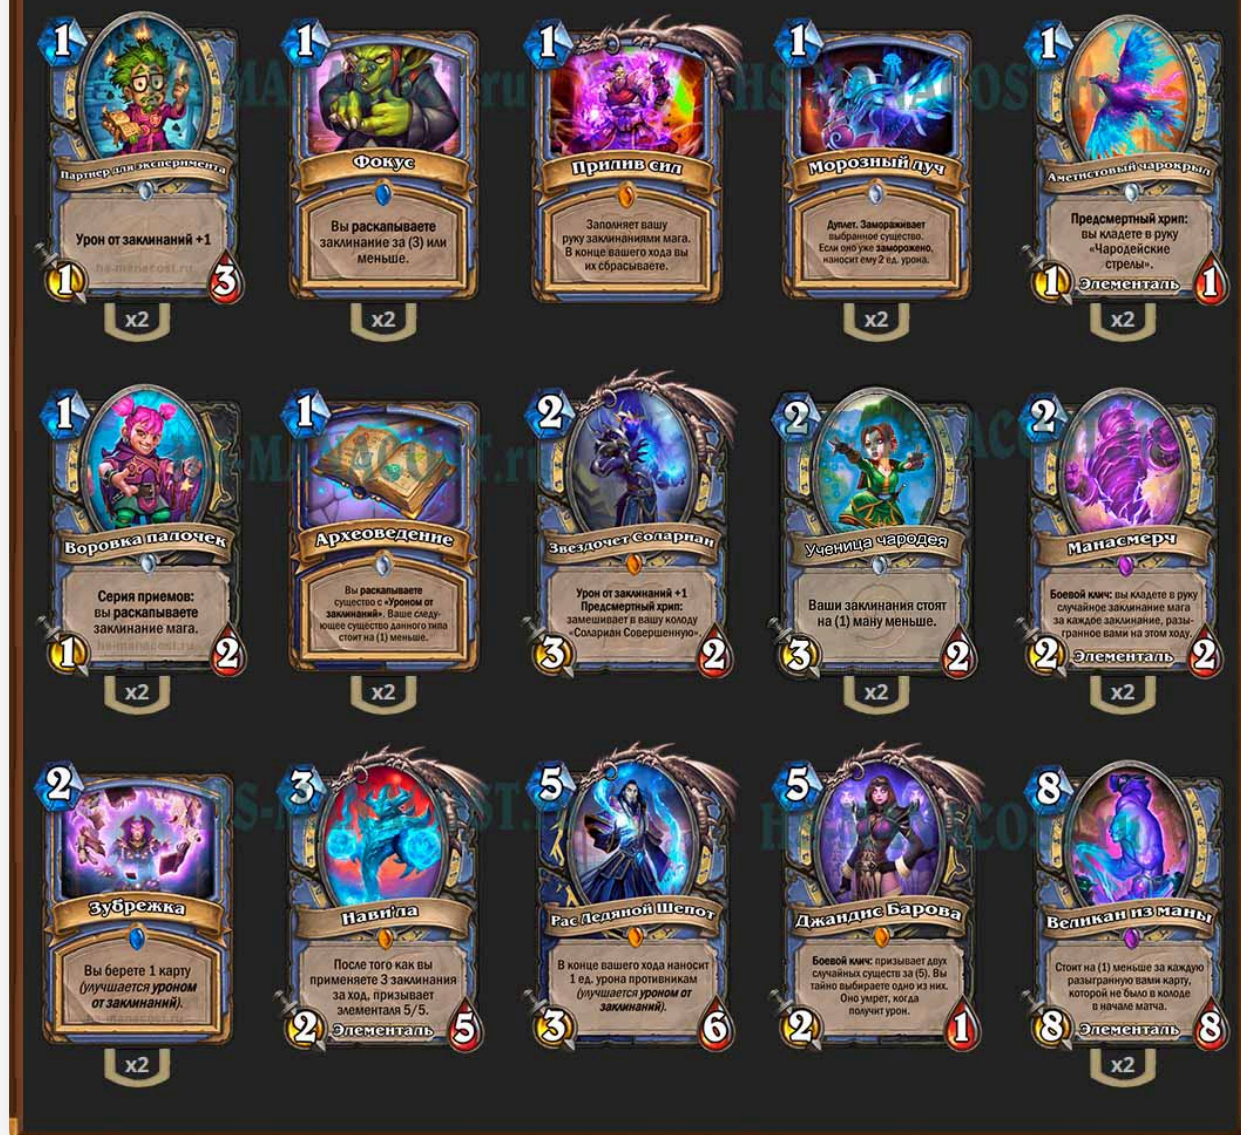 1
Партнер для эксперимента
Урон от заклинаний +1
hs-manacost.ru
1
3
x2
1
Фокус
Вы раскапываете
заклинание за (3) или
меньше.
x2
1
Прилив сил
Заполняет вашу
руку заклинаниями мага.
В конце вашего хода вы
их сбрасываете.
1
Морозный луч
Дуплет. Замораживает
выбранное существо.
Если оно уже заморожено,
наносит ему 2 ед. урона.
x2
1
Аметистовый чарокрыл
Предсмертный хрип:
вы кладете в руку
«Чародейские
стрелы».
1
Элементаль
1
x2
1
Воровка палочек
Серия приемов:
вы раскапываете
заклинание мага.
hs-manacost.ru
1
2
x2
1
Археоведение
Вы раскапываете
существо с «Уроном от
заклинаний». Ваше следу-
ющее существо данного типа
стоит на (1) меньше.
x2
2
Звездочет Солариан
Урон от заклинаний +1
Предсмертный хрип:
замешивает в вашу колоду
«Солариан Совершенную».
3
2
2
Ученица чародея
Ваши заклинания стоят
на (1) ману меньше.
3
2
x2
2
Манасмерч
Боевой клич: вы кладете в руку
случайное заклинание мага
за каждое заклинание, разы-
гранное вами на этом ходу.
2
Элементаль
2
x2
2
Зубрежка
Вы берете 1 карту
(улучшается уроном
от заклинаний).
hs-manacost.ru
x2
3
Нави'ла
После того как вы
применяете 3 заклинания
за ход, призывает
элементаля 5/5.
2
Элементаль
5
5
Рас Ледяной Шепот
В конце вашего хода наносит
1 ед. урона противникам
(улучшается уроном от
заклинаний).
3
6
5
Джандис Барова
Боевой клич: призывает двух
случайных существ за (5). Вы
тайно выбираете одно из них.
Оно умрет, когда
получит урон.
2
1
8
Великан из маны
Стоит на (1) меньше за каждую
разыгранную вами карту,
которой не было в колоде
в начале матча.
8
Элементаль
8
x2